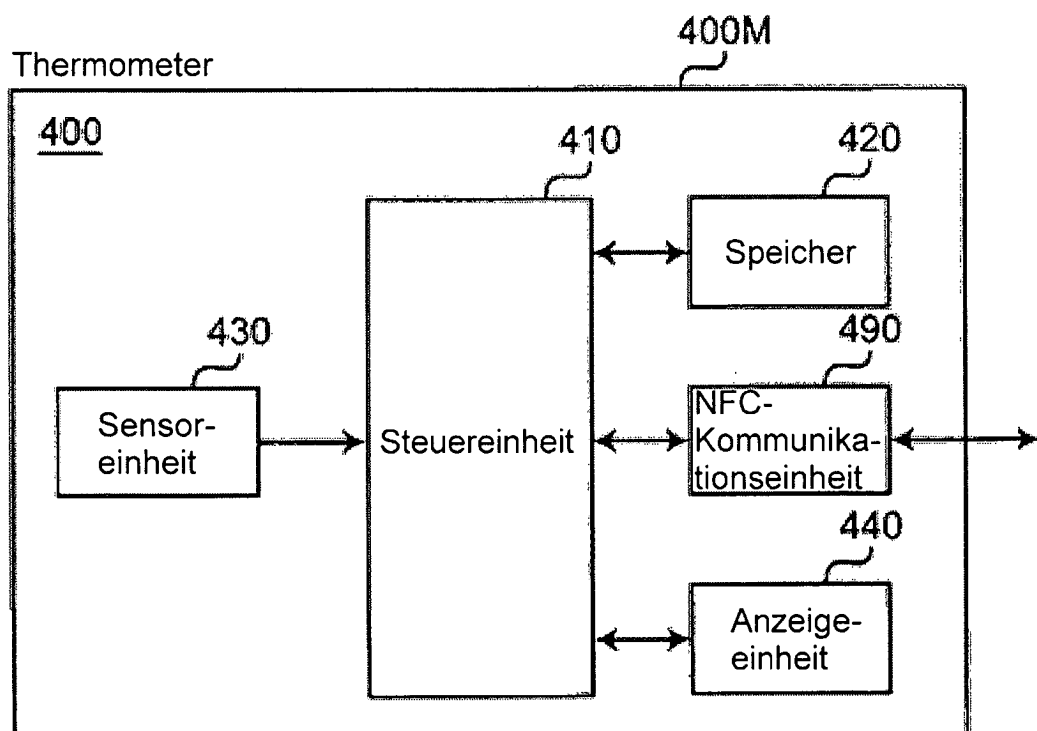 400M
Thermometer
400
410
420
Speicher
430
490
Sensor-
einheit
Steuereinheit
NFC-
Kommunika-
tionseinheit
440
Anzeige-
einheit